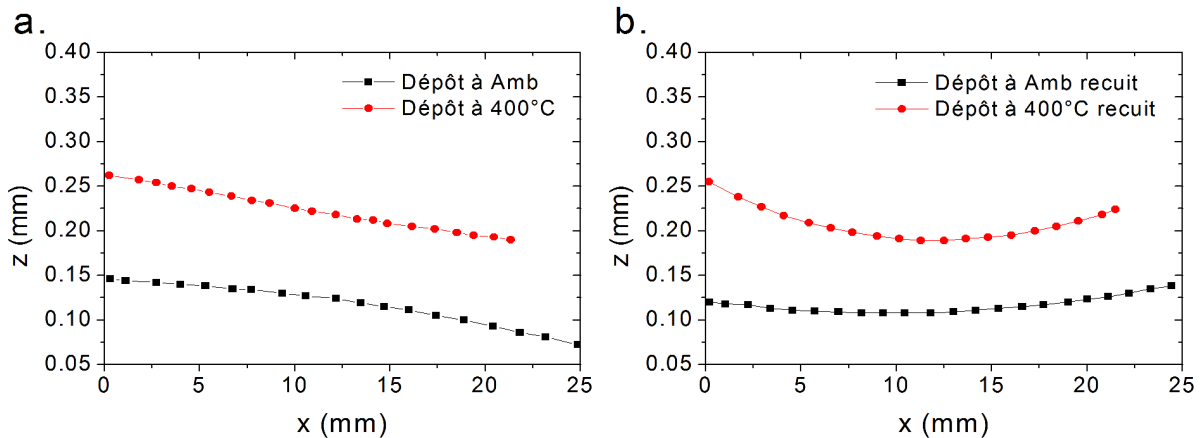 a.
0.40
0.35
0.30
0.25
0.20
0.15
0.10
0.05
z (mm)
Dépôt à Amb
Dépôt à 400°C
0 5 10 15 20 25
x (mm)
b.
0.40
0.35
0.30
0.25
0.20
0.15
0.10
0.05
z (mm)
Dépôt à Amb recuit
Dépôt à 400°C recuit
0 5 10 15 20 25
x (mm)